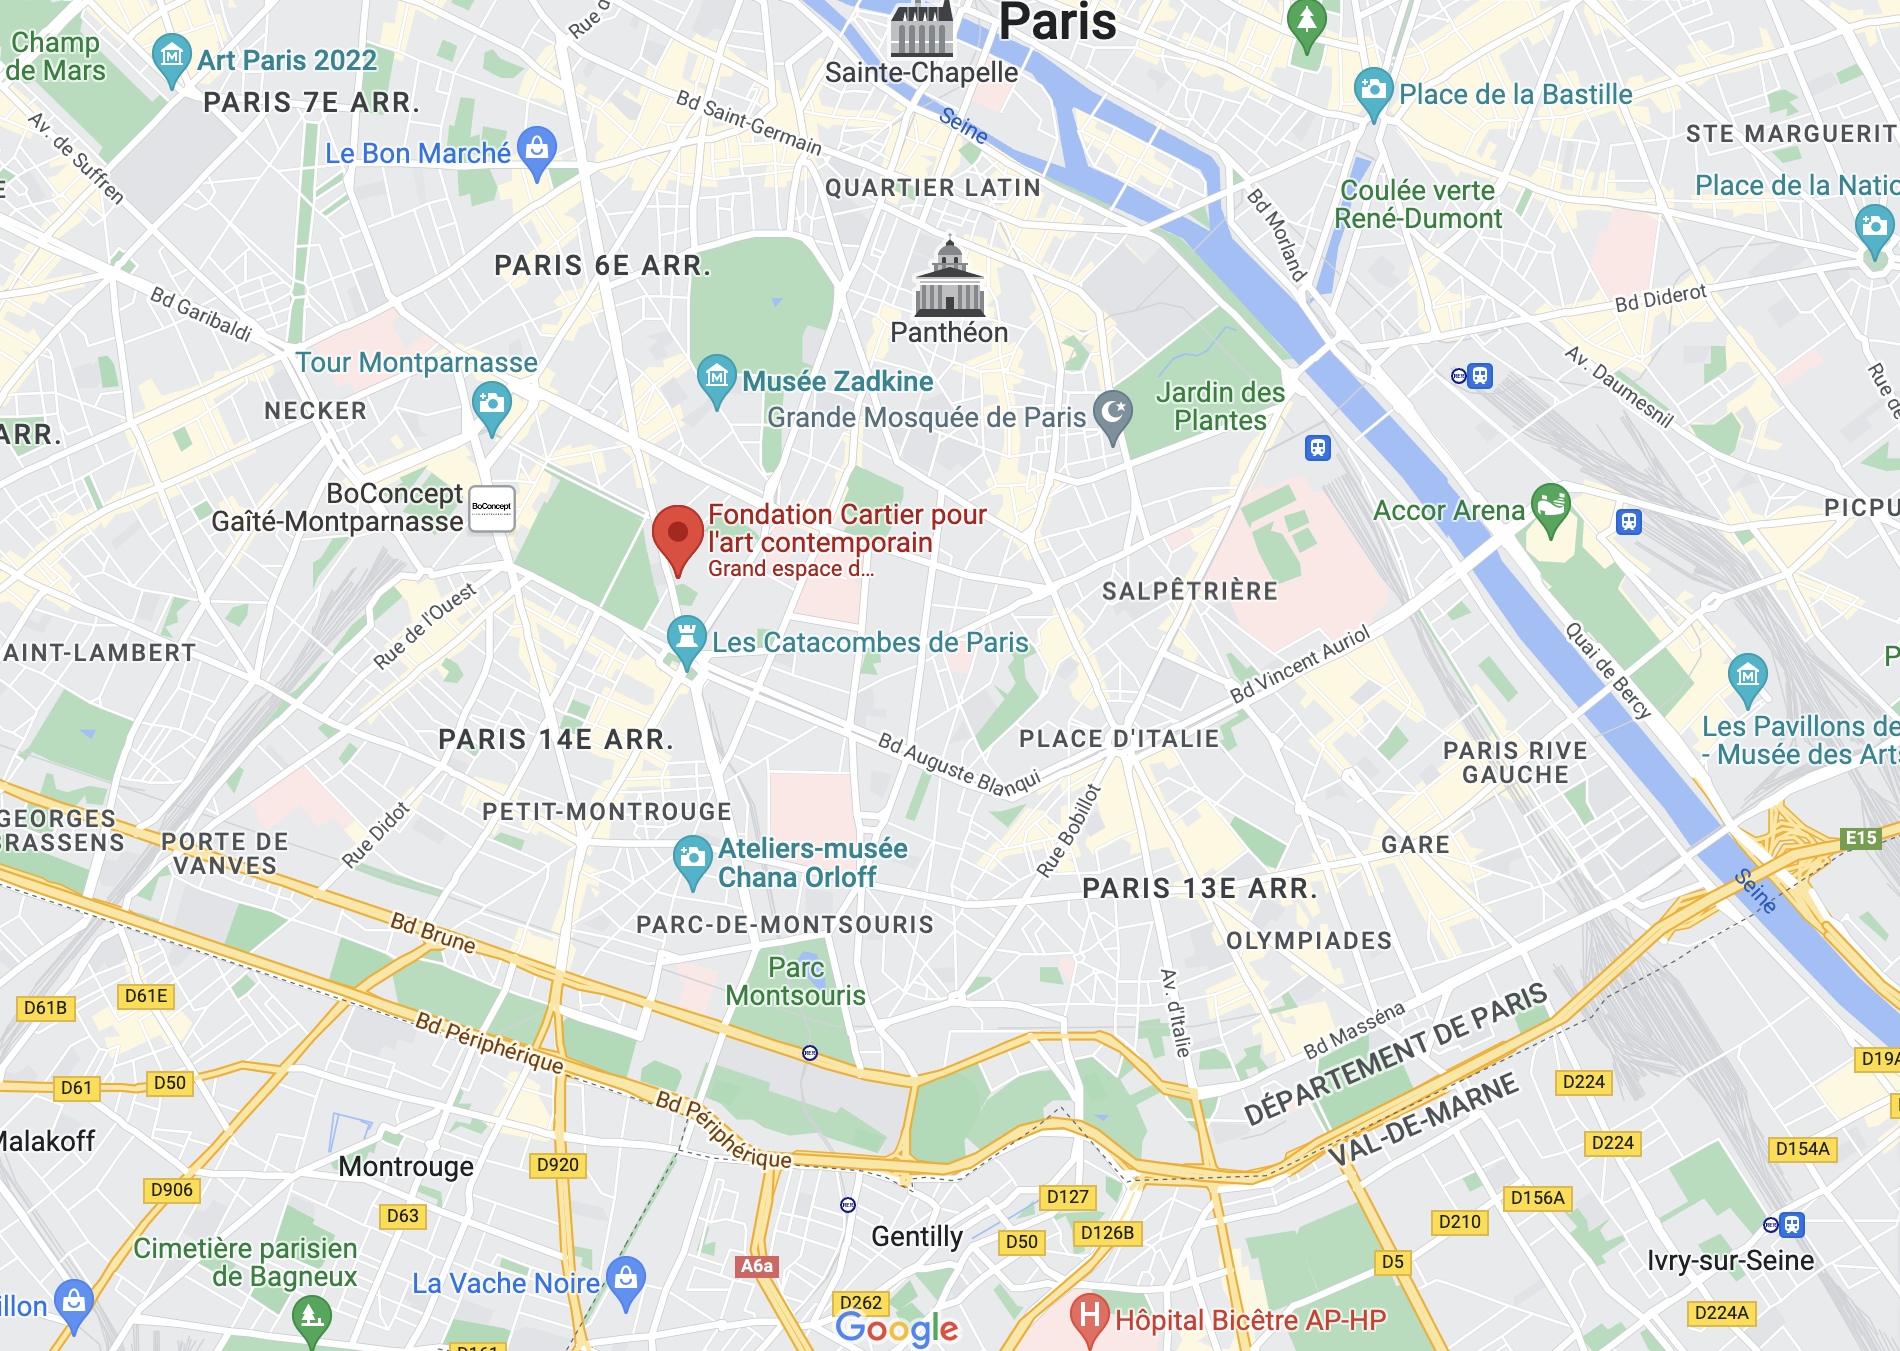 Paris
Champ
de Mars
Art Paris 2022
PARIS 7E ARR.
Rue d
Sainte-Chapelle
Bd Saint-Germain
Seine
Place de la Bastille
STE MARGUERIT
Av. de Suffren
Le Bon Marché
QUARTIER LATIN
Bd Morland
Coulée verte
René-Dumont
Place de la Natio
E
PARIS 6E ARR.
Bd Garibaldi
Panthéon
Bd Diderot
Tour Montparnasse
Av. Daumesnil
Rue de
NECKER
ARR.
Musée Zadkine
Grande Mosquée de Paris
Jardin des
Plantes
BoConcept
Gaîté-Montparnasse
BoConcept
Fondation Cartier pour
l'art contemporain
Grand espace d...
Accor Arena
PICPU
SALPÊTRIÈRE
Rue de l'Ouest
AINT-LAMBERT
Les Catacombes de Paris
Bd Vincent Auriol
Quai de Bercy
P
PARIS 14E ARR.
Bd Auguste Blanqui
PLACE D'ITALIE
PARIS RIVE
GAUCHE
Les Pavillons de
- Musée des Arts
GEORGES
BRASSENS
PORTE DE
VANVES
Rue Didot
PETIT-MONTROUGE
Ateliers-musée
Chana Orloff
Rue Bobillot
GARE
E15
Seine
PARIS 13E ARR.
Bd Brune
PARC-DE-MONTSOURIS
OLYMPIADES
Parc
Montsouris
D61B
D61E
Bd Périphérique
Av. d'Italie
Bd Masséna
DÉPARTEMENT DE PARIS
VAL-DE-MARNE
D19A
D61
D50
Bd Périphérique
D224
Malakoff
Montrouge
D920
D224
D154A
D906
D63
RER
RER
RER
RER
D127
D156A
Gentilly
D50
D126B
D210
Cimetière parisien
de Bagneux
A6a
D5
Ivry-sur-Seine
La Vache Noire
illon
D262
Google
Hôpital Bicêtre AP-HP
D224A
D161